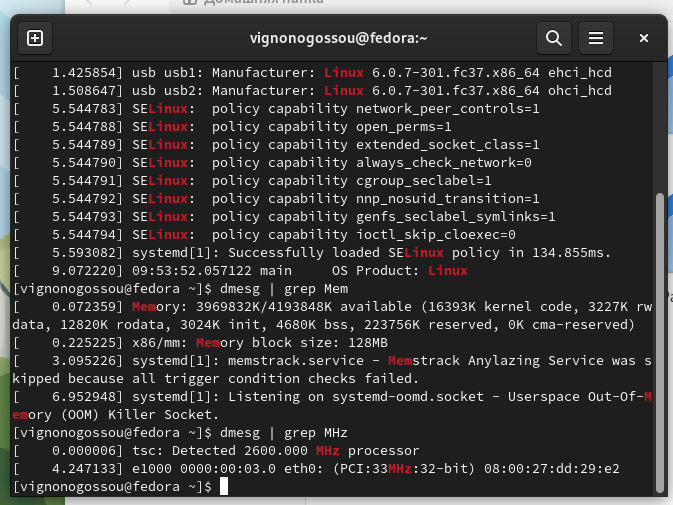 Домашняя папка
vignonogossou@fedora:~
[    1.425854] usb usb1: Manufacturer: Linux 6.0.7-301.fc37.x86_64 ehci_hcd
[    1.508647] usb usb2: Manufacturer: Linux 6.0.7-301.fc37.x86_64 ohci_hcd
[    5.544783] SELinux:  policy capability network_peer_controls=1
[    5.544788] SELinux:  policy capability open_perms=1
[    5.544789] SELinux:  policy capability extended_socket_class=1
[    5.544790] SELinux:  policy capability always_check_network=0
[    5.544791] SELinux:  policy capability cgroup_seclabel=1
[    5.544792] SELinux:  policy capability nnp_nosuid_transition=1
[    5.544793] SELinux:  policy capability genfs_seclabel_symlinks=1
[    5.544794] SELinux:  policy capability ioctl_skip_cloexec=0
[    5.593082] systemd[1]: Successfully loaded SELinux policy in 134.855ms.
[    9.072220] 09:53:52.057122 main     OS Product: Linux
[vignonogossou@fedora ~]$ dmesg | grep Mem
[    0.072359] Memory: 3969832K/4193848K available (16393K kernel code, 3227K rw
data, 12820K rodata, 3024K init, 4680K bss, 223756K reserved, 0K cma-reserved)
[    0.225225] x86/mm: Memory block size: 128MB
[    3.095226] systemd[1]: memstrack.service - Memstrack Anylazing Service was s
kipped because all trigger condition checks failed.
[    6.952948] systemd[1]: Listening on systemd-oomd.socket - Userspace Out-Of-M
emory (OOM) Killer Socket.
[vignonogossou@fedora ~]$ dmesg | grep MHz
[    0.000006] tsc: Detected 2600.000 MHz processor
[    4.247133] e1000 0000:00:03.0 eth0: (PCI:33MHz:32-bit) 08:00:27:dd:29:e2
[vignonogossou@fedora ~]$